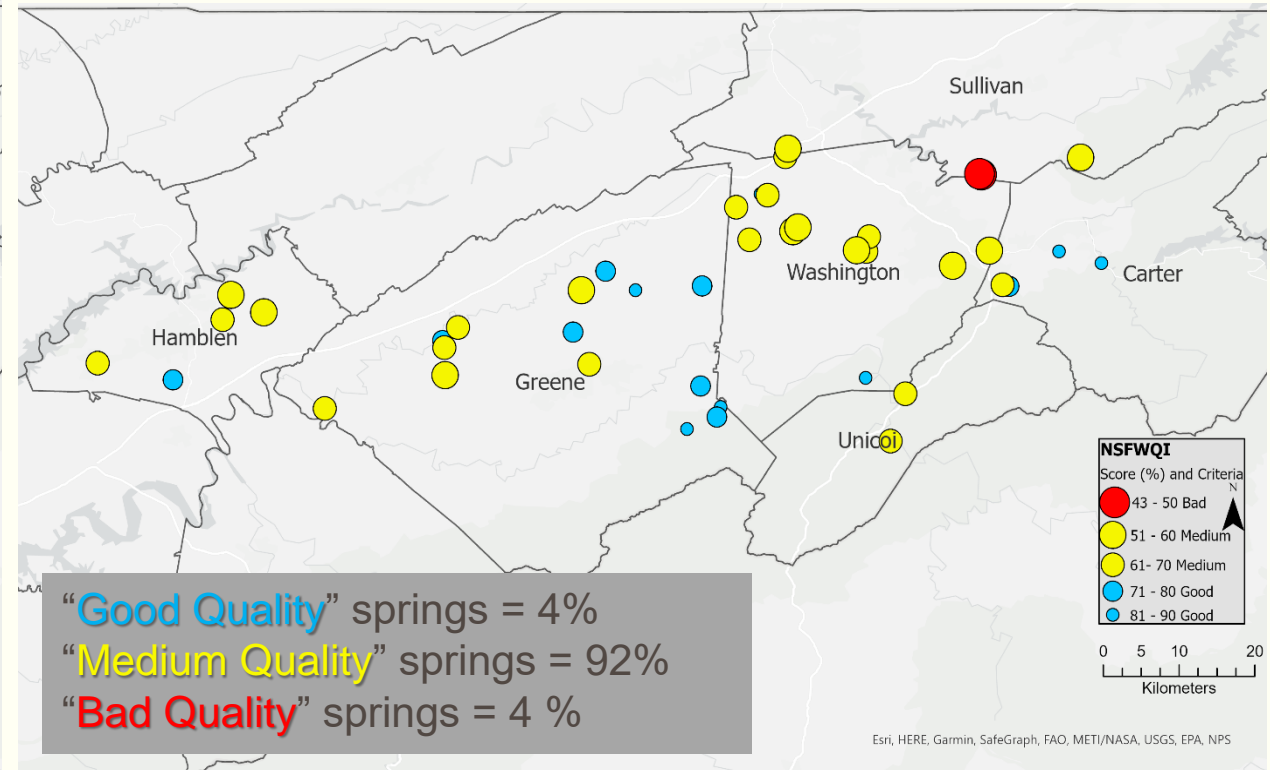 Sullivan
Washington
Carter
Hamblen
Greene
Unicoi
NSFWQI
Score (%) and Criteria
N
43 - 50 Bad
51 - 60 Medium
61- 70 Medium
71 - 80 Good
81 - 90 Good
0 5 10 20
Kilometers
“Good Quality” springs = 4%
“Medium Quality” springs = 92%
“Bad Quality” springs = 4 %
Esri, HERE, Garmin, SafeGraph, FAO, METI/NASA, USGS, EPA, NPS